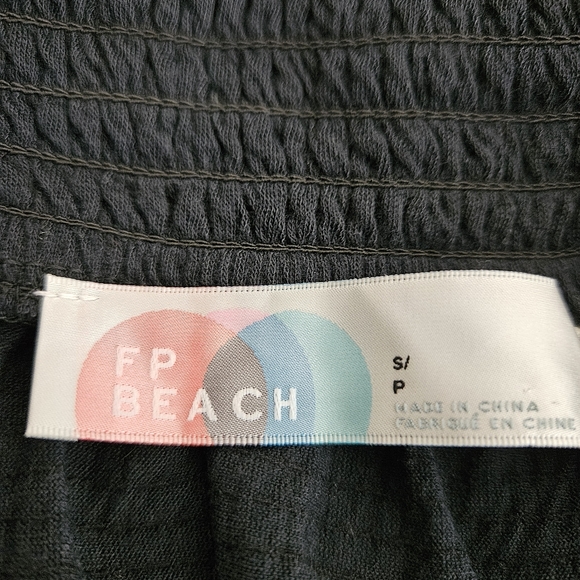 FP
BEACH
S/
P
MADE IN CHINA
FABRIQUÉ EN CHINE